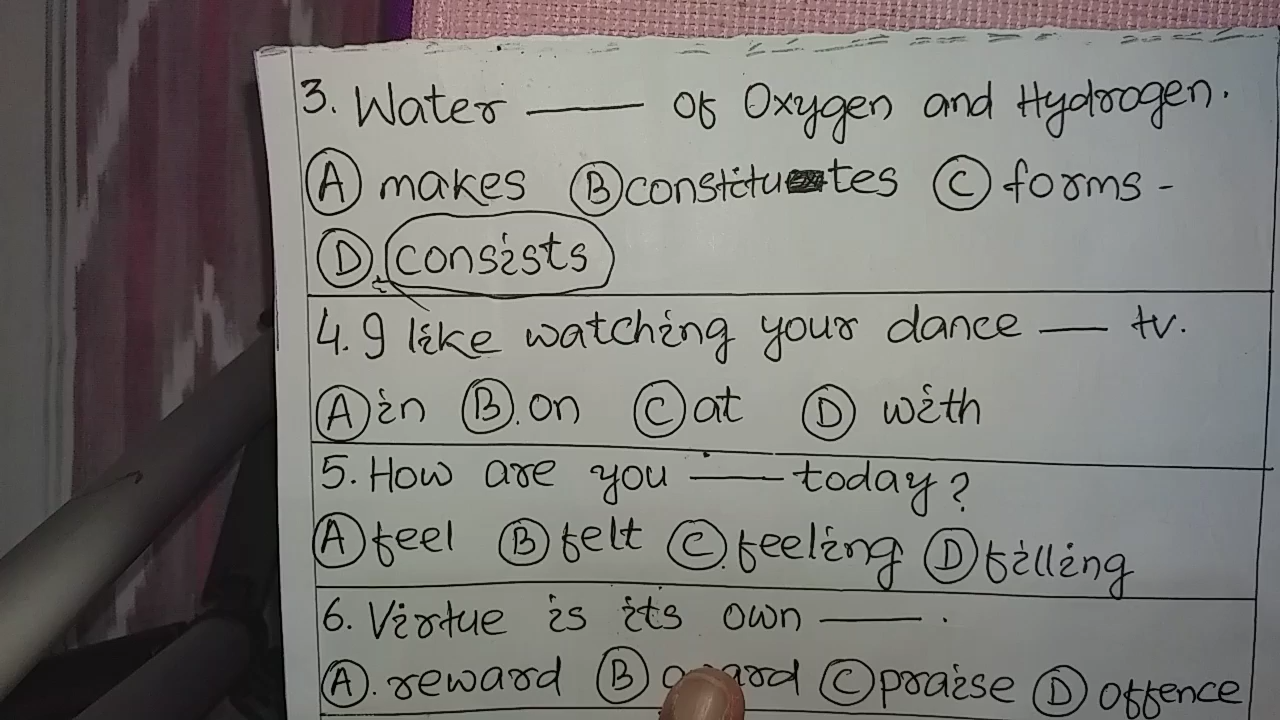 3. Water —— of Oxygen and Hydrogen.
A makes B constitutes C forms -
D. consists
4. I like watching your dance — tv.
A in B. on C at D with
5. How are you —— today?
A feel B felt C. feeling D filling
6. Virtue is its own —— .
A. reward B C praise D offence